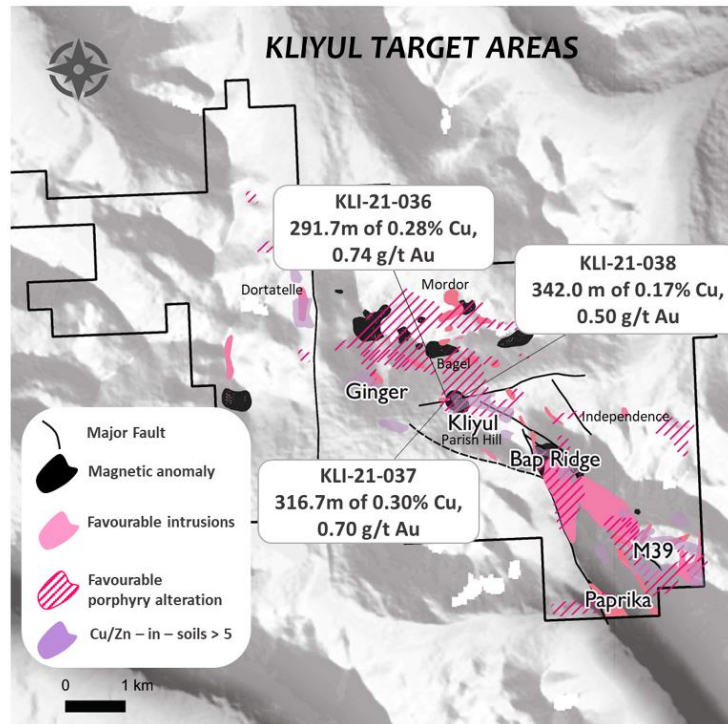 KLIYUL TARGET AREAS
KLI-21-036
291.7m of 0.28% Cu,
0.74 g/t Au
KLI-21-038
342.0 m of 0.17% Cu,
0.50 g/t Au
Mordor
Dortatelle
Bagel
Ginger
Kliyul
Parish Hill
Independence
Bap Ridge
KLI-21-037
316.7m of 0.30% Cu,
0.70 g/t Au
M39
Paprika
Major Fault
Magnetic anomaly
Favourable intrusions
Favourable
porphyry alteration
Cu/Zn – in – soils > 5
0 1 km